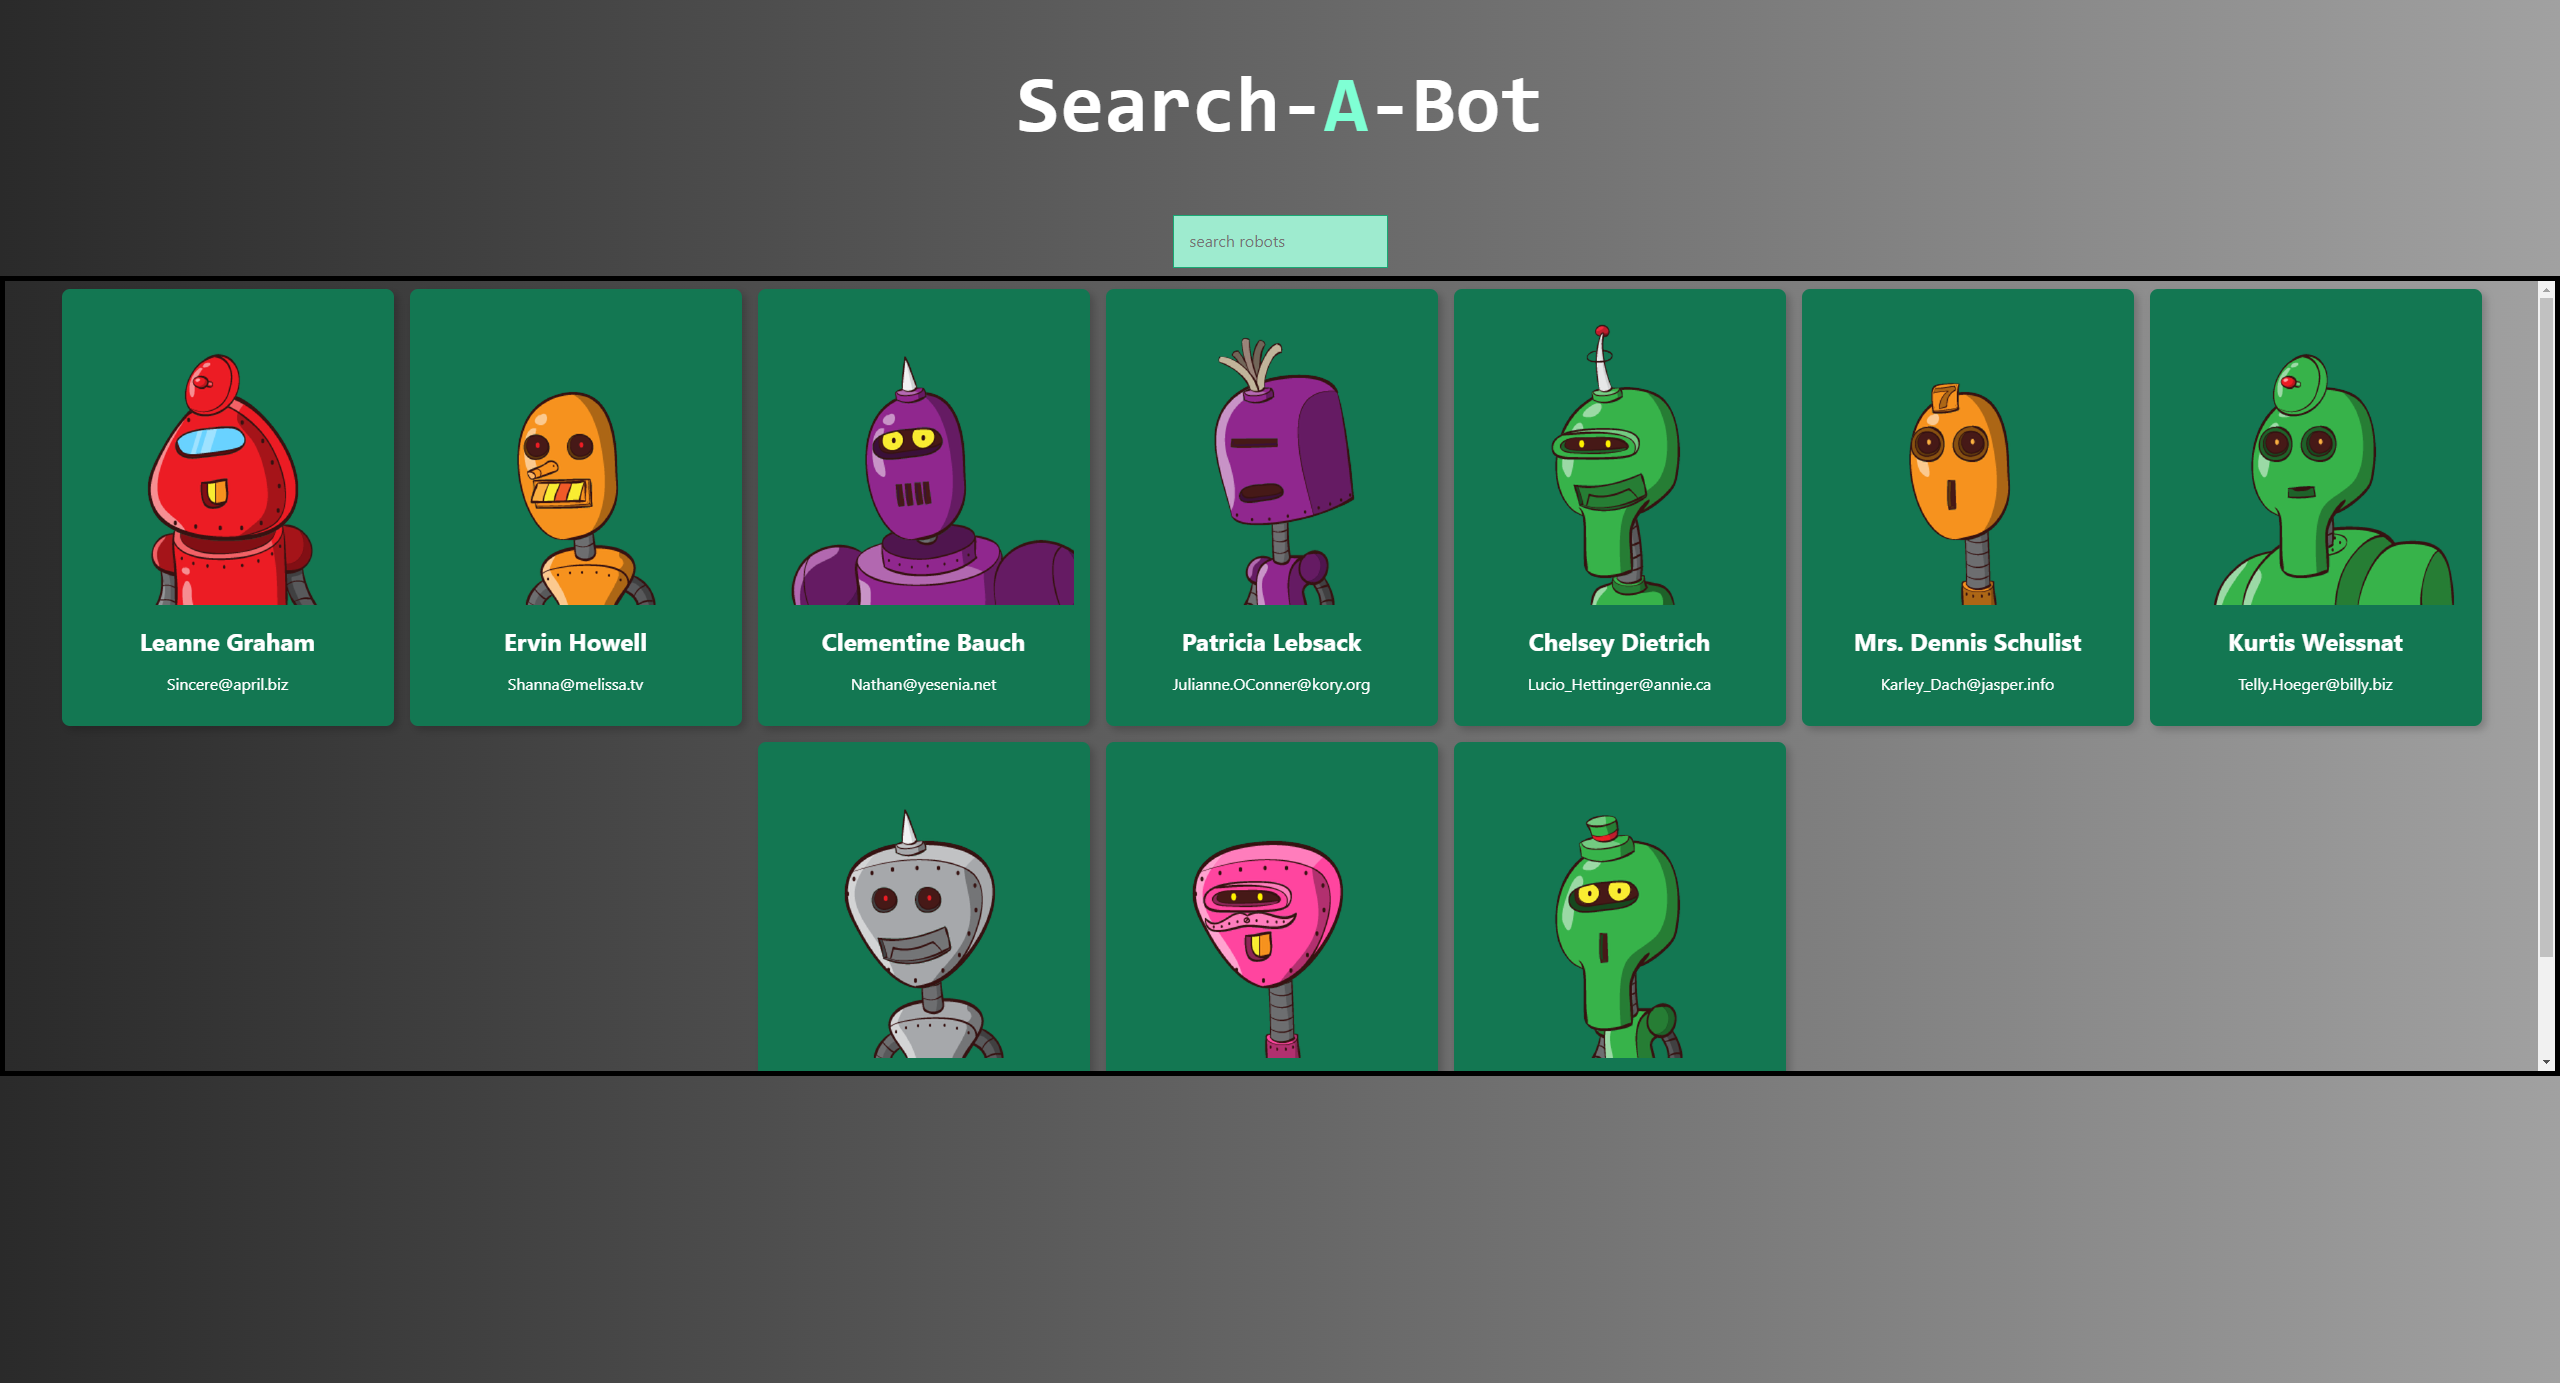 Search-A-Bot
search robots
7
Leanne Graham
Ervin Howell
Clementine Bauch
Patricia Lebsack
Chelsey Dietrich
Mrs. Dennis Schulist
Kurtis Weissnat
Sincere@april.biz
Shanna@melissa.tv
Nathan@yesenia.net
Julianne.OConner@kory.org
Lucio_Hettinger@annie.ca
Karley_Dach@jasper.info
Telly.Hoeger@billy.biz